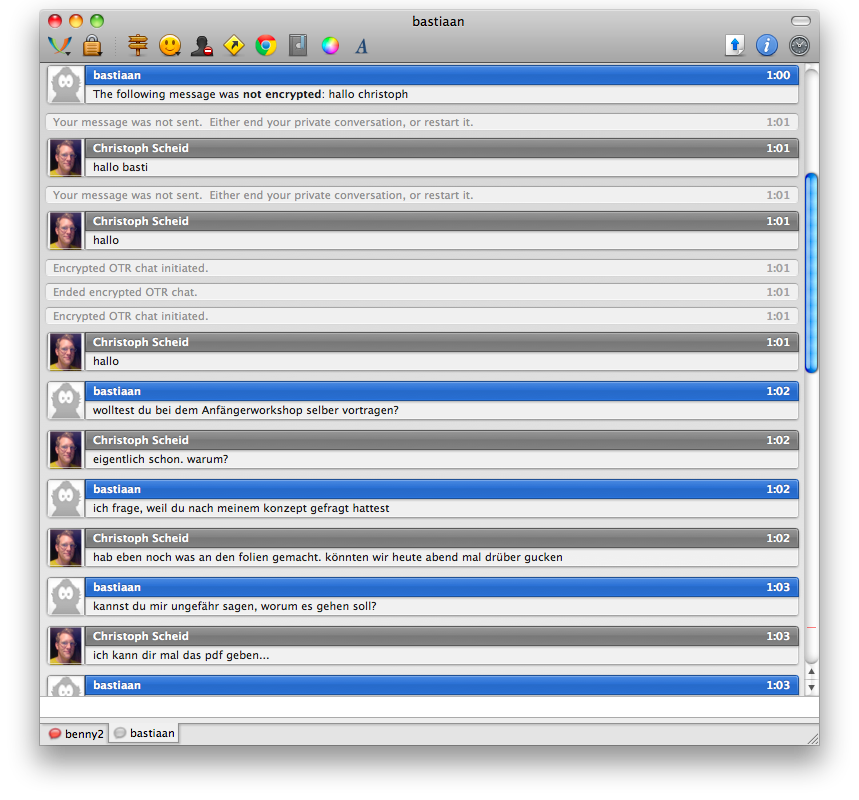 bastiaan
bastiaan 1:00
The following message was not encrypted: hallo christoph
Your message was not sent.  Either end your private conversation, or restart it. 1:01
Christoph Scheid 1:01
hallo basti
Your message was not sent.  Either end your private conversation, or restart it. 1:01
Christoph Scheid 1:01
hallo
Encrypted OTR chat initiated. 1:01
Ended encrypted OTR chat. 1:01
Encrypted OTR chat initiated. 1:01
Christoph Scheid 1:01
hallo
bastiaan 1:02
wolltest du bei dem Anfängerworkshop selber vortragen?
Christoph Scheid 1:02
eigentlich schon. warum?
bastiaan 1:02
ich frage, weil du nach meinem konzept gefragt hattest
Christoph Scheid 1:02
hab eben noch was an den folien gemacht. könnten wir heute abend mal drüber gucken
bastiaan 1:03
kannst du mir ungefähr sagen, worum es gehen soll?
Christoph Scheid 1:03
ich kann dir mal das pdf geben...
bastiaan 1:03
benny2 bastiaan